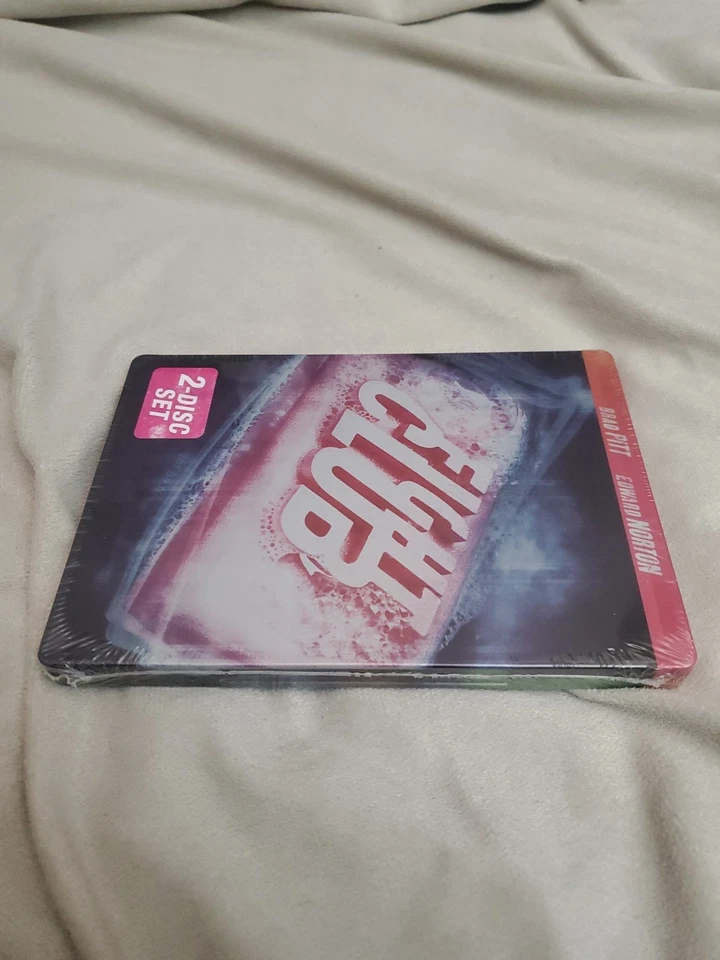 BRAD PITT EDWARD NORTON
FIGHT
CLUB
2-DISC
SET